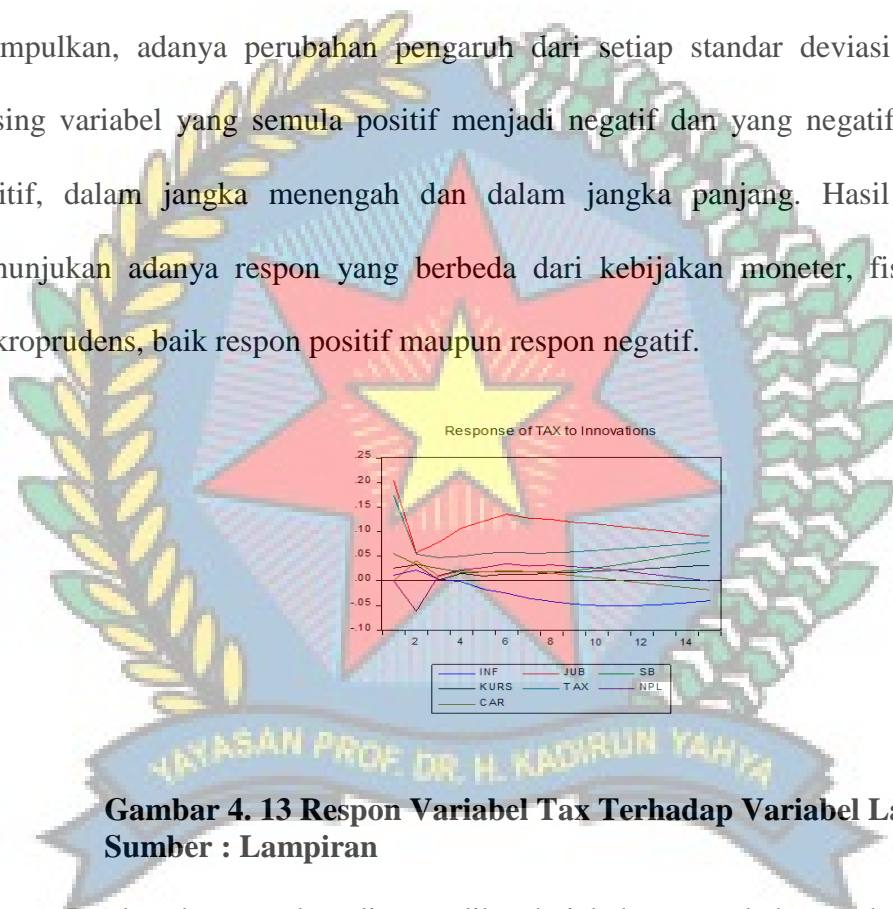 mpulkan, adanya perubahan pengaruh dari setiap standar deviasi
sing variabel yang semula positif menjadi negatif dan yang negatif
itif, dalam jangka menengah dan dalam jangka panjang. Hasil
nunjukan adanya respon yang berbeda dari kebijakan moneter, fis
kroprudens, baik respon positif maupun respon negatif.
Response of TAX to Innovations
.25
.20
.15
.10
.05
.00
-.05
-.10
2 4 6 8 10 12 14
INF JUB SB
KURS TAX NPL
CAR
YAYASAN PROF. DR. H. KADIRUN YAHYA
Gambar 4. 13 Respon Variabel Tax Terhadap Variabel La
Sumber : Lampiran